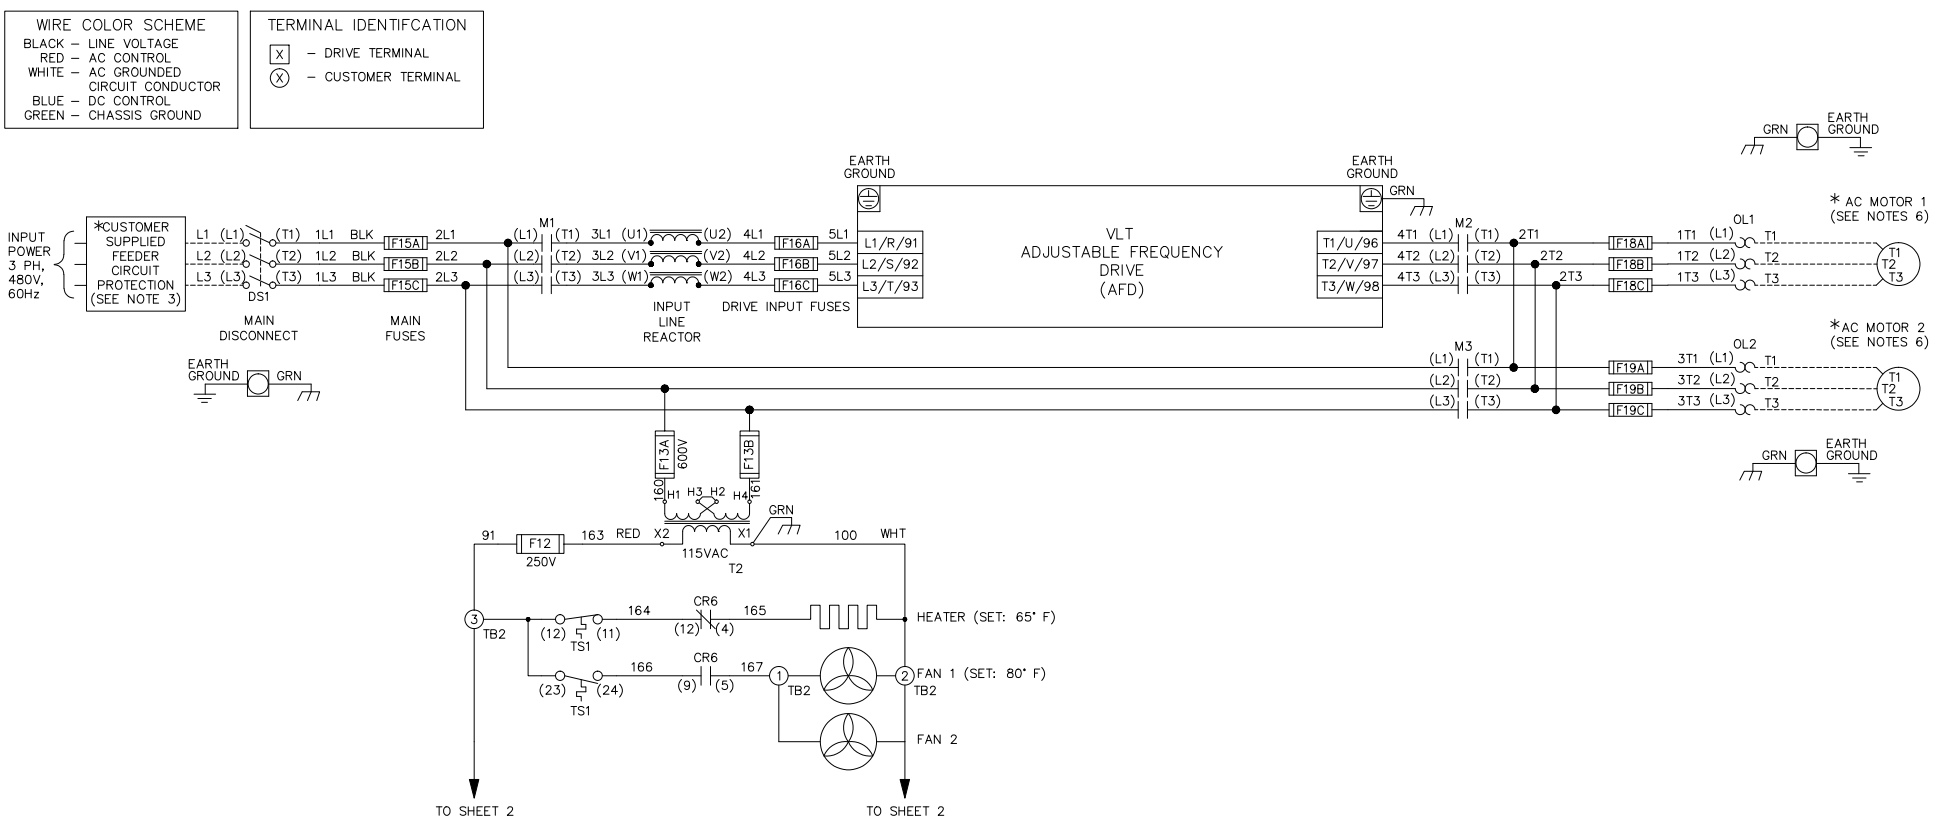 WIRE COLOR SCHEME
BLACK – LINE VOLTAGE
RED – AC CONTROL
WHITE – AC GROUNDED
CIRCUIT CONDUCTOR
BLUE – DC CONTROL
GREEN – CHASSIS GROUND
TERMINAL IDENTIFCATION
X – DRIVE TERMINAL
X – CUSTOMER TERMINAL
GRN
EARTH
GROUND
INPUT
POWER
3 PH,
480V,
60Hz
*CUSTOMER
SUPPLIED
FEEDER
CIRCUIT
PROTECTION
(SEE NOTE 3)
L1 (L1) (T1) 1L1 BLK F15A 2L1 (L1) M1 (T1) 3L1 (U1) (U2) 4L1 F16A 5L1 L1/R/91
L2 (L2) (T2) 1L2 BLK F15B 2L2 (L2) (T2) 3L2 (V1) (V2) 4L2 F16B 5L2 L2/S/92
L3 (L3) (T3) 1L3 BLK F15C 2L3 (L3) (T3) 3L3 (W1) (W2) 4L3 F16C 5L3 L3/T/93
DS1
MAIN
DISCONNECT
MAIN
FUSES
INPUT
LINE
REACTOR
DRIVE INPUT FUSES
EARTH
GROUND
GRN
EARTH
GROUND
VLT
ADJUSTABLE FREQUENCY
DRIVE
(AFD)
EARTH
GROUND
GRN
T1/U/96 4T1 (L1) M2 (T1) 2T1 F18A 1T1 (L1) OL1 T1
T2/V/97 4T2 (L2) (T2) 2T2 F18B 1T2 (L2) T2
T3/W/98 4T3 (L3) (T3) 2T3 F18C 1T3 (L3) T3
* AC MOTOR 1
(SEE NOTES 6)
T1
T2
T3
M3
(L1) (T1) F19A 3T1 (L1) OL2 T1
(L2) (T2) F19B 3T2 (L2) T2
(L3) (T3) F19C 3T3 (L3) T3
*AC MOTOR 2
(SEE NOTES 6)
T1
T2
T3
GRN
EARTH
GROUND
F13A
600V
F13B
160
161
H1 H3 H2 H4
GRN
91 F12 163 RED X2 X1 100 WHT
250V
115VAC
T2
3
TB2
(12) (11)
TS1
164
CR6
(12) (4)
165
HEATER (SET: 65° F)
(23) (24)
TS1
166
CR6
(9) (5)
167
1
TB2
2
TB2
FAN 1 (SET: 80° F)
FAN 2
TO SHEET 2
TO SHEET 2